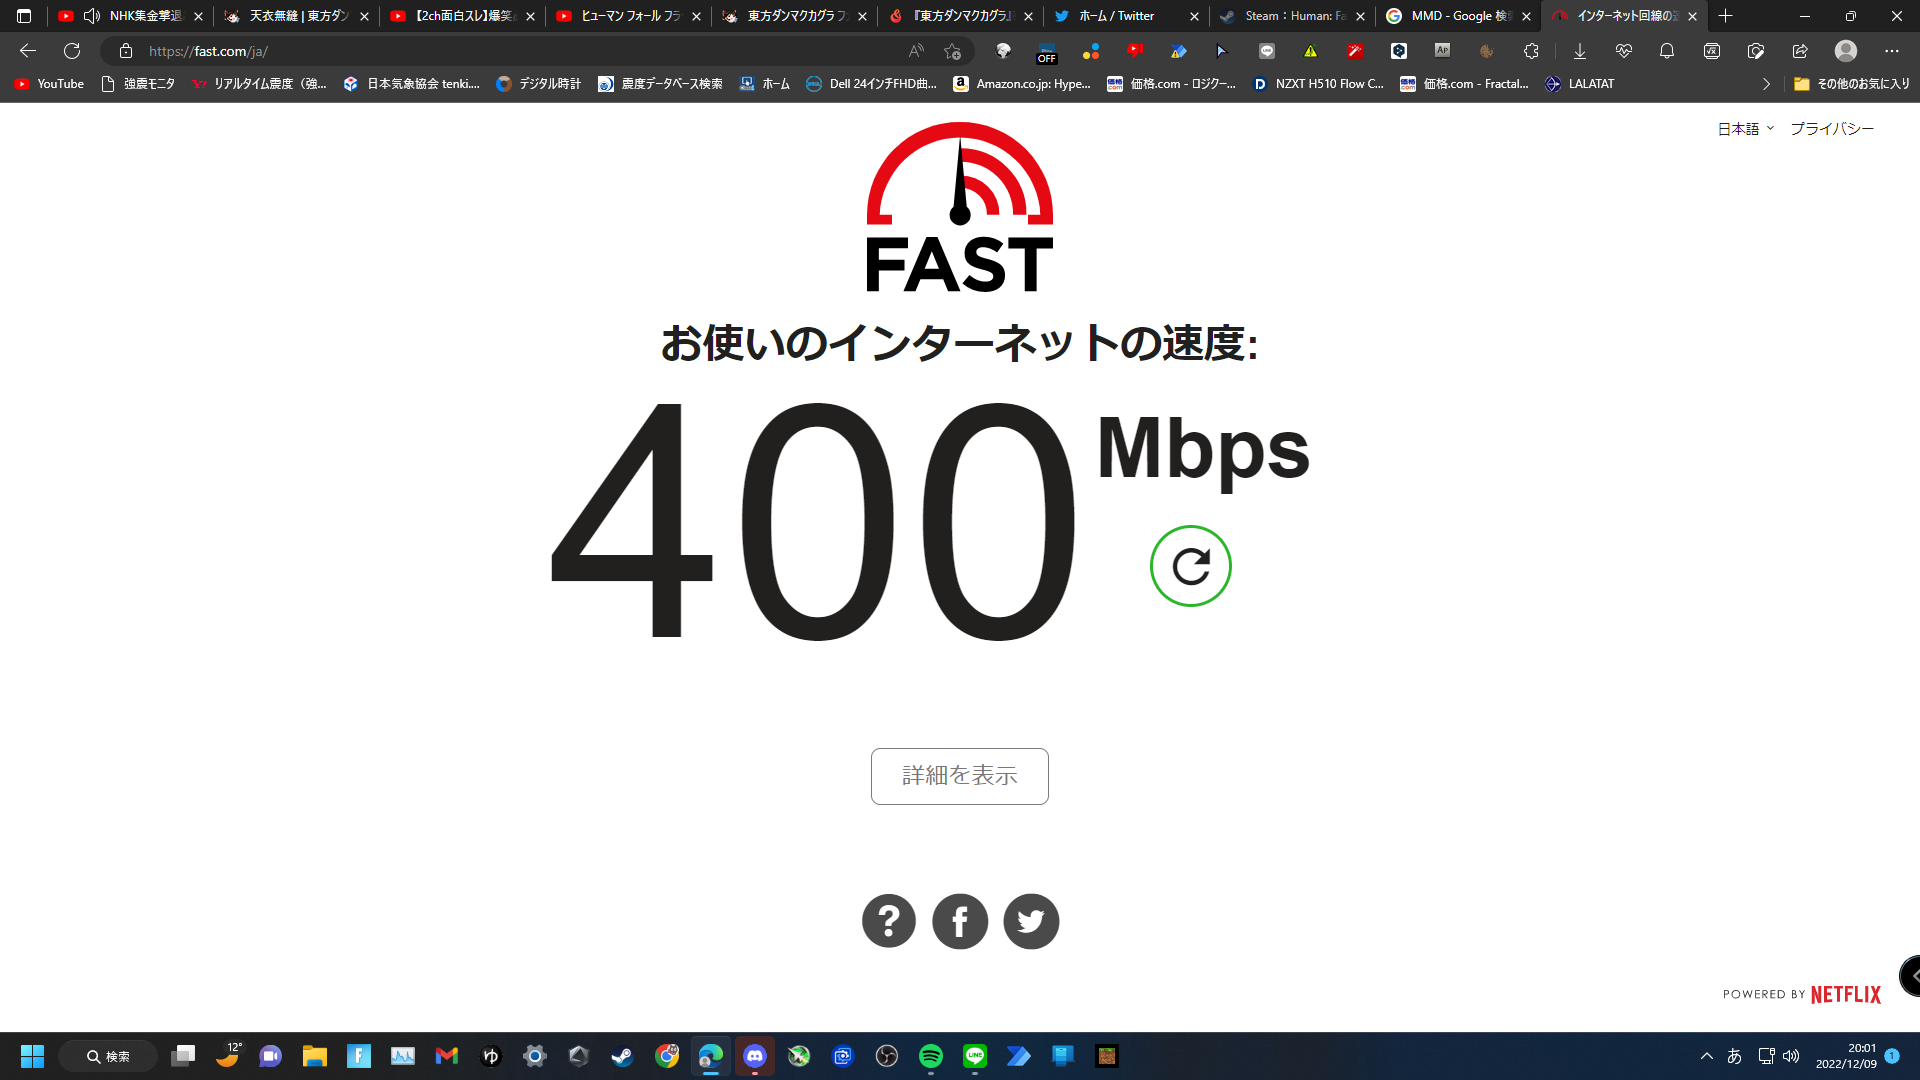 NHK集金撃退
天衣無縫 | 東方ダン
【2ch面白スレ】爆笑
ヒューマン フォール フラ
東方ダンマクカグラ フ
『東方ダンマクカグラ』
ホーム / Twitter
Steam：Human: Fa
MMD - Google 検索
インターネット回線の速
https://fast.com/ja/
OFF
AP
YouTube
強震モニタ
リアルタイム震度（強...
日本気象協会 tenki....
デジタル時計
震度データベース検索
ホーム
Dell 24インチFHD曲...
Amazon.co.jp: Hype...
価格.com - ロジクー...
NZXT H510 Flow C...
価格.com - Fractal...
LALATAT
その他のお気に入り
日本語
プライバシー
FAST
お使いのインターネットの速度:
400 Mbps
詳細を表示
POWERED BY NETFLIX
検索
12°
ゆ
LINE
あ
20:01
2022/12/09
1